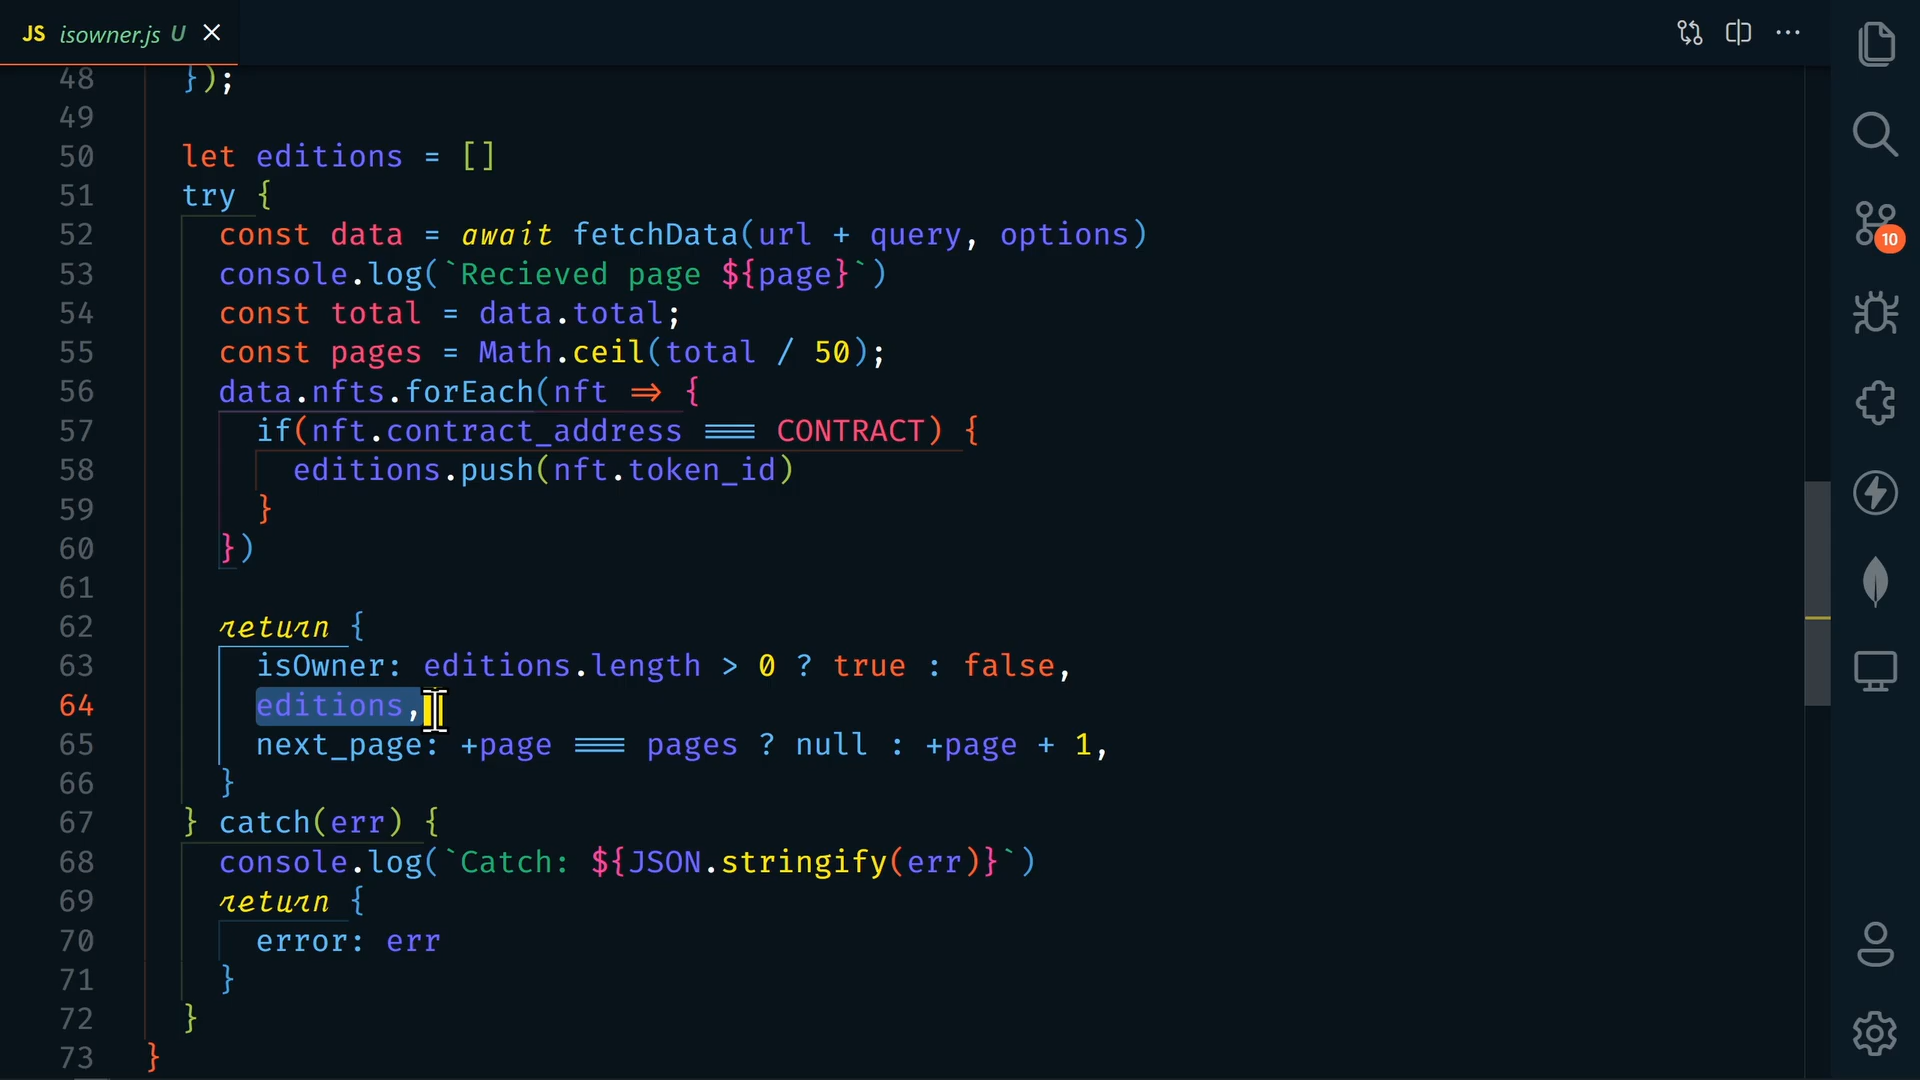 JS isowner.js U
48 });
49
50 let editions = []
51 try {
52 const data = await fetchData(url + query, options)
53 console.log(`Recieved page ${page}`)
54 const total = data.total;
55 const pages = Math.ceil(total / 50);
56 data.nfts.forEach(nft => {
57 if(nft.contract_address === CONTRACT) {
58 editions.push(nft.token_id)
59 }
60 })
61
62 return {
63 isOwner: editions.length > 0 ? true : false,
64 editions,
65 next_page: +page === pages ? null : +page + 1,
66 }
67 } catch(err) {
68 console.log(`Catch: ${JSON.stringify(err)}`)
69 return {
70 error: err
71 }
72 }
73 }
10